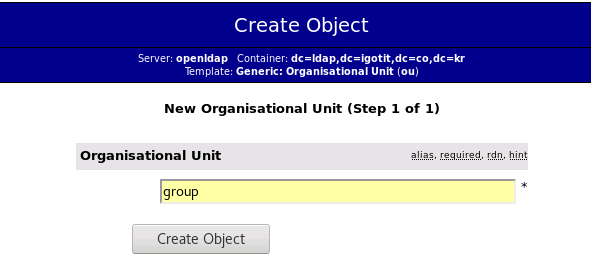 Create Object
Server: openldap Container: dc=ldap,dc=igotit,dc=co,dc=kr
Template: Generic: Organisational Unit (ou)
New Organisational Unit (Step 1 of 1)
Organisational Unit alias, required, rdn, hint
group *
Create Object